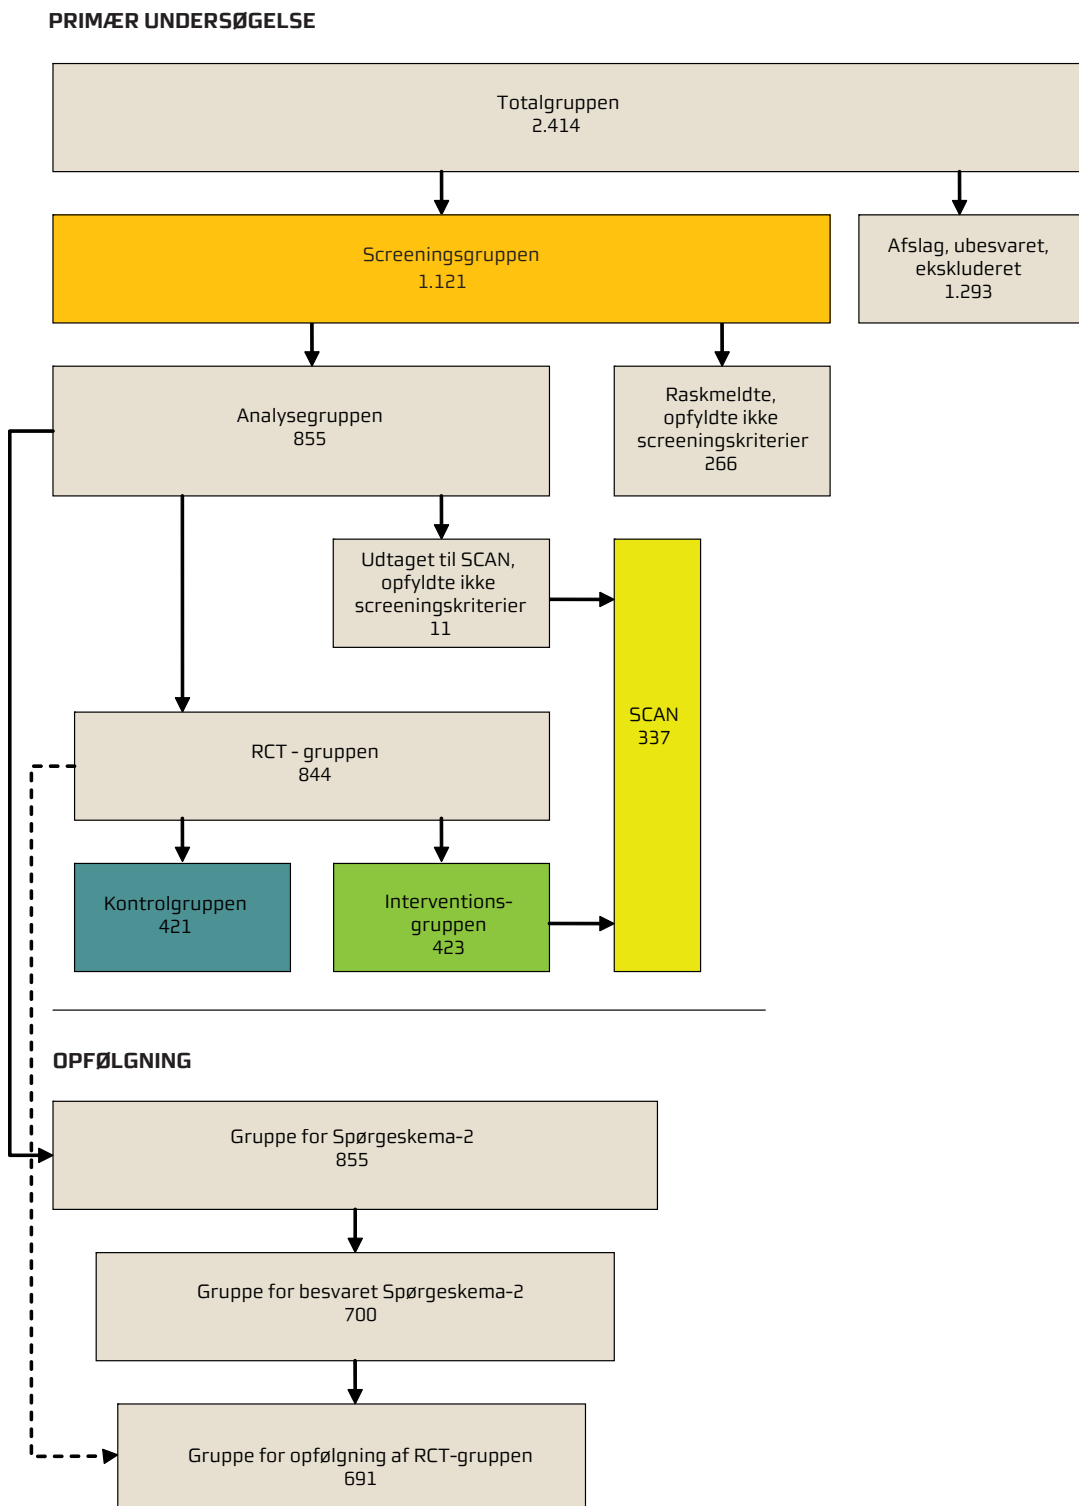 PRIMÆR UNDERSØGELSE
Totalgruppen
2.414
Screeningsgruppen
1.121
Afslag, ubesvaret,
ekskluderet
1.293
Analysegruppen
855
Raskmeldte,
opfyldte ikke
screeningskriterier
266
Udtaget til SCAN,
opfyldte ikke
screeningskriterier
11
SCAN
337
RCT - gruppen
844
Kontrolgruppen
421
Interventions-
gruppen
423
OPFØLGNING
Gruppe for Spørgeskema-2
855
Gruppe for besvaret Spørgeskema-2
700
Gruppe for opfølgning af RCT-gruppen
691